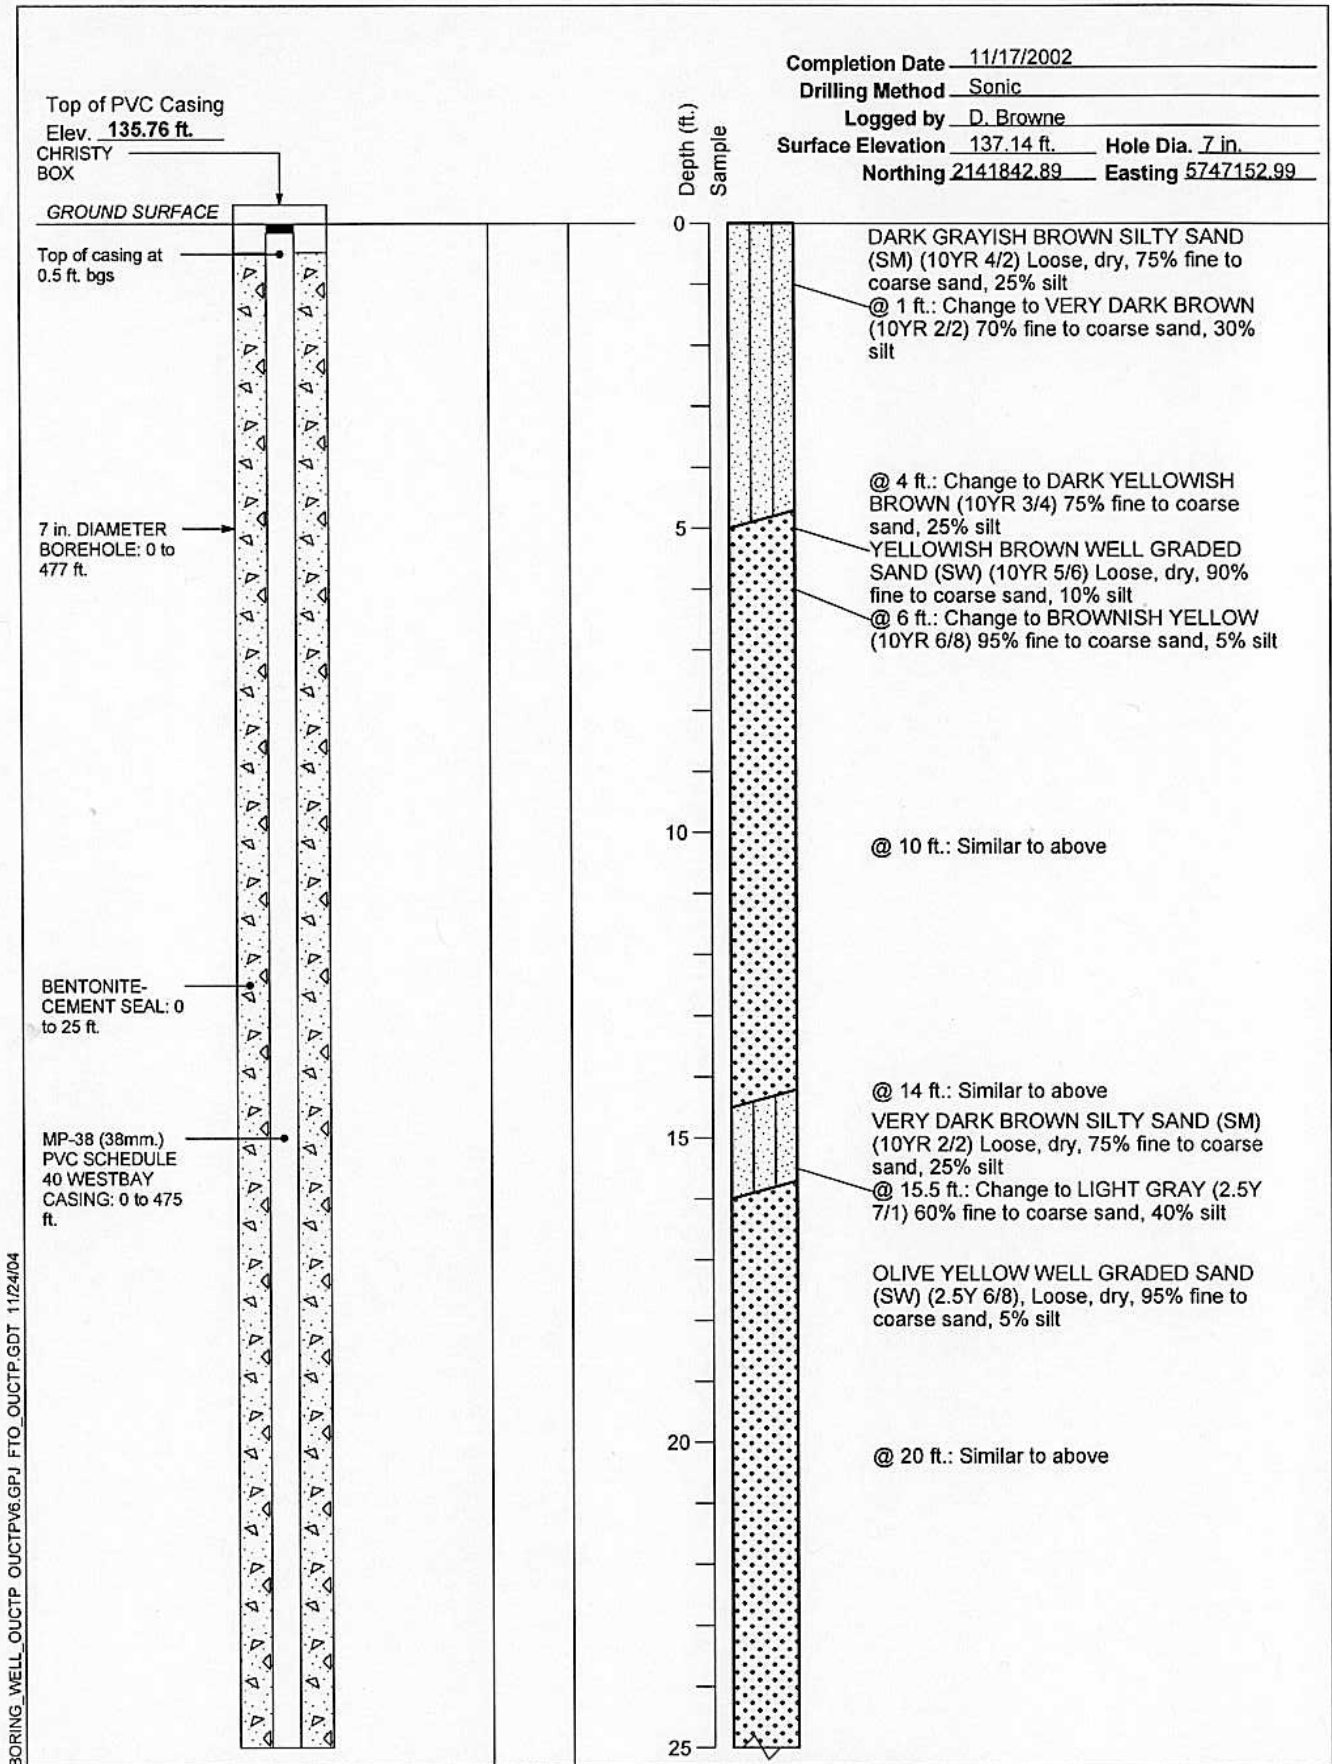 Completion Date 11/17/2002
Drilling Method Sonic
Logged by D. Browne
Surface Elevation 137.14 ft. Hole Dia. 7 in.
Northing 2141842.89 Easting 5747152.99
Top of PVC Casing
Elev. 135.76 ft.
CHRISTY
BOX
GROUND SURFACE
Top of casing at
0.5 ft. bgs
7 in. DIAMETER
BOREHOLE: 0 to
477 ft.
BENTONITE-
CEMENT SEAL: 0
to 25 ft.
MP-38 (38mm.)
PVC SCHEDULE
40 WESTBAY
CASING: 0 to 475
ft.
Depth (ft.)
Sample
0
5
10
15
20
25
DARK GRAYISH BROWN SILTY SAND
(SM) (10YR 4/2) Loose, dry, 75% fine to
coarse sand, 25% silt
@ 1 ft.: Change to VERY DARK BROWN
(10YR 2/2) 70% fine to coarse sand, 30%
silt
@ 4 ft.: Change to DARK YELLOWISH
BROWN (10YR 3/4) 75% fine to coarse
sand, 25% silt
YELLOWISH BROWN WELL GRADED
SAND (SW) (10YR 5/6) Loose, dry, 90%
fine to coarse sand, 10% silt
@ 6 ft.: Change to BROWNISH YELLOW
(10YR 6/8) 95% fine to coarse sand, 5% silt
@ 10 ft.: Similar to above
@ 14 ft.: Similar to above
VERY DARK BROWN SILTY SAND (SM)
(10YR 2/2) Loose, dry, 75% fine to coarse
sand, 25% silt
@ 15.5 ft.: Change to LIGHT GRAY (2.5Y
7/1) 60% fine to coarse sand, 40% silt
OLIVE YELLOW WELL GRADED SAND
(SW) (2.5Y 6/8), Loose, dry, 95% fine to
coarse sand, 5% silt
@ 20 ft.: Similar to above
BORING_WELL_OUCTP OUCTPV6.GPJ FTO_OUCTP.GDT 11/24/04